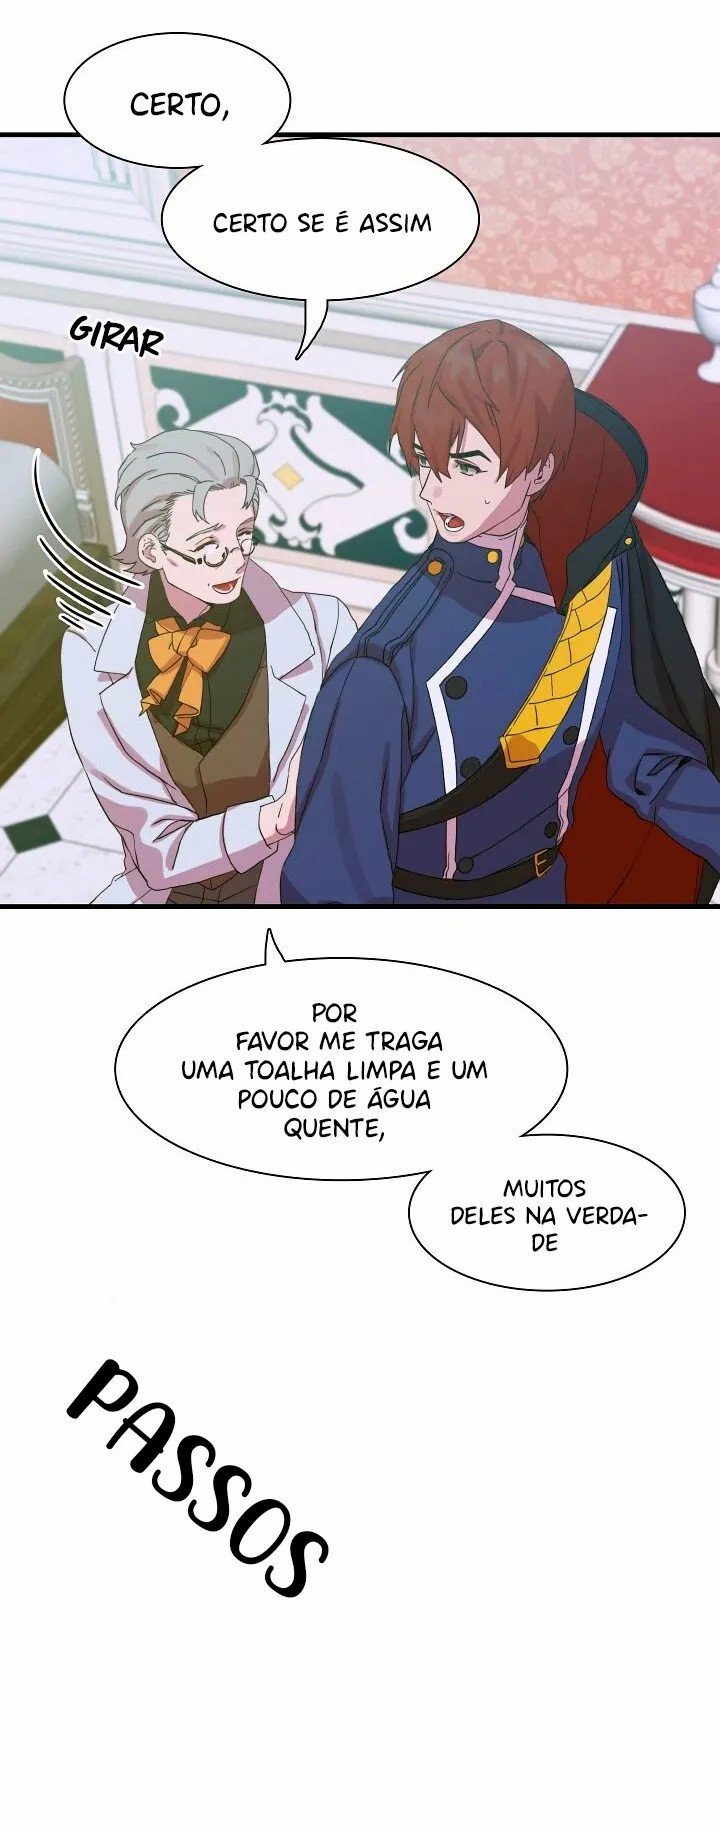 CERTO,
CERTO SE É ASSIM
GIRAR
POR
FAVOR ME TRAGA
UMA TOALHA LIMPA E UM
POUCO DE ÁGUA
QUENTE,
MUITOS
DELES NA VERDA-
DE
PASSOS